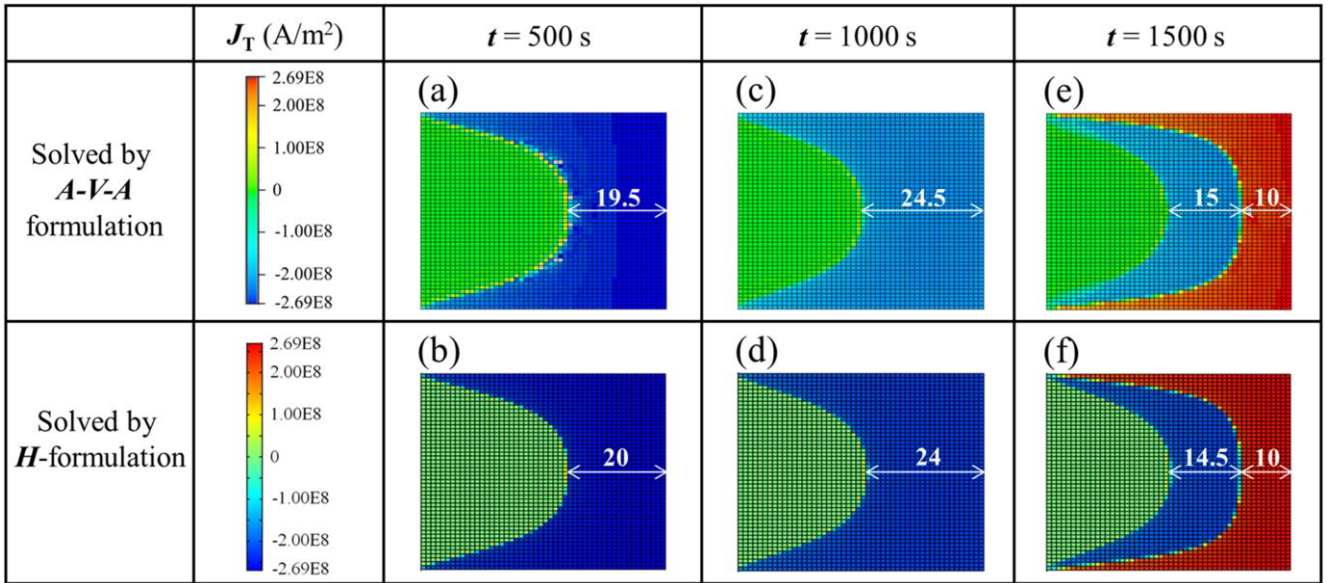 J_T (A/m²)
t = 500 s
t = 1000 s
t = 1500 s
Solved by
A-V-A
formulation
2.69E8
2.00E8
1.00E8
0
-1.00E8
-2.00E8
-2.69E8
(a)
19.5
(c)
24.5
(e)
15
10
Solved by
H-formulation
2.69E8
2.00E8
1.00E8
0
-1.00E8
-2.00E8
-2.69E8
(b)
20
(d)
24
(f)
14.5
10